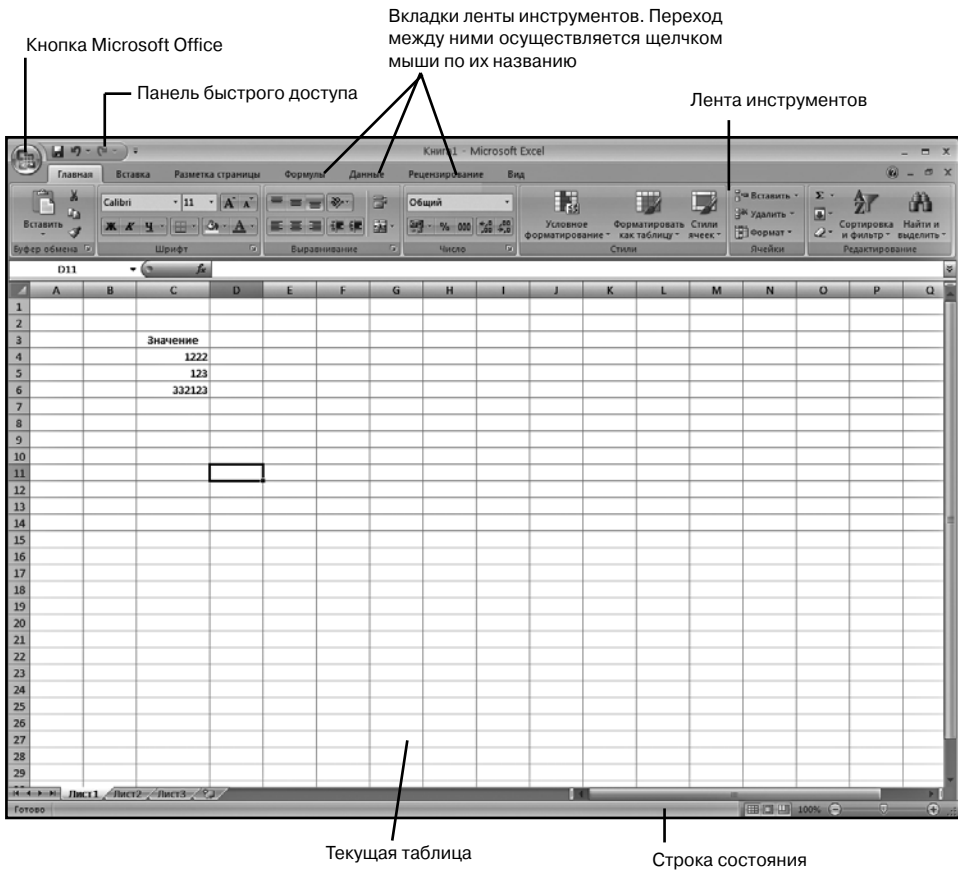 Вкладки ленты инструментов. Переход
между ними осуществляется щелчком
мыши по их названию
Кнопка Microsoft Office
Панель быстрого доступа
Лента инструментов
Книга1 - Microsoft Excel
Главная Вставка Разметка страницы Формулы Данные Рецензирование Вид
Calibri 11 Общий
Вставить
Ж К Ч % 000
Условное форматирование
Форматировать как таблицу
Стили ячеек
Вставить
Удалить
Формат
Σ
Сортировка и фильтр
Найти и выделить
Буфер обмена Шрифт Выравнивание Число Стили Ячейки Редактирование
D11 fx
A B C D E F G H I J K L M N O P Q
1
2
3 Значение
4 1222
5 123
6 332123
7
8
9
10
11
12
13
14
15
16
17
18
19
20
21
22
23
24
25
26
27
28
29
Лист1 Лист2 Лист3
Готово 100%
Текущая таблица
Строка состояния